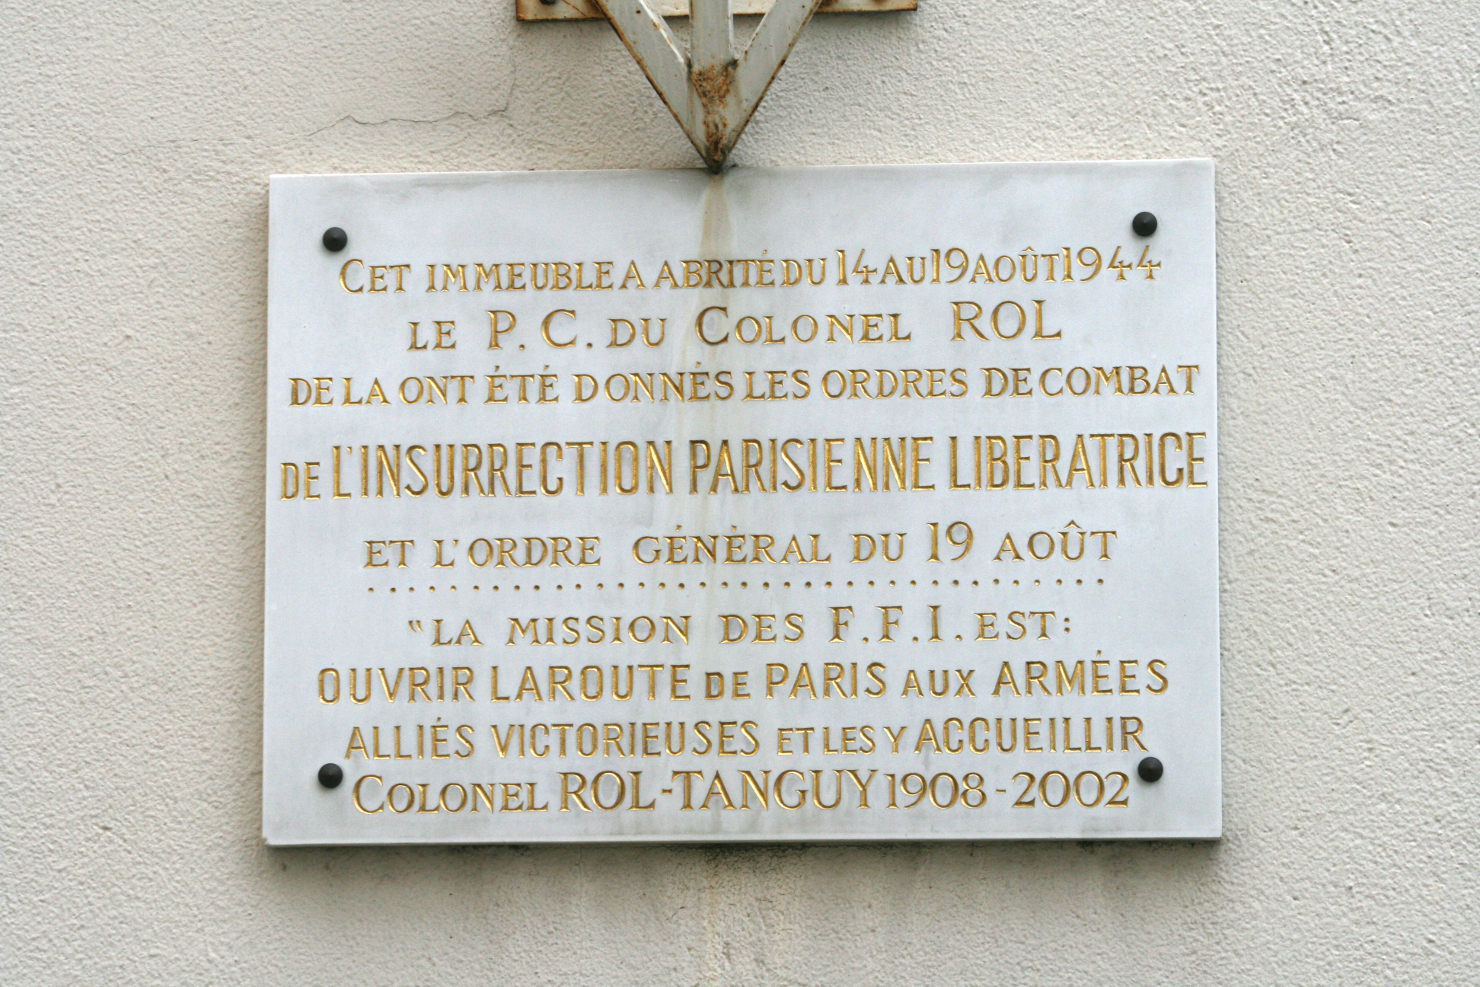 CET IMMEUBLE A ABRITÉ DU 14 AU 19 AOÛT 1944
LE P.C. DU COLONEL ROL
DE LA ONT ÉTÉ DONNÉS LES ORDRES DE COMBAT
DE L'INSURRECTION PARISIENNE LIBERATRICE
ET L'ORDRE GÉNÈRAL DU 19 AOÛT
"LA MISSION DES F.F.I. EST:
OUVRIR LA ROUTE DE PARIS AUX ARMÉES
ALLIÉS VICTORIEUSES ET LES Y ACCUEILLIR
COLONEL ROL-TANGUY 1908-2002